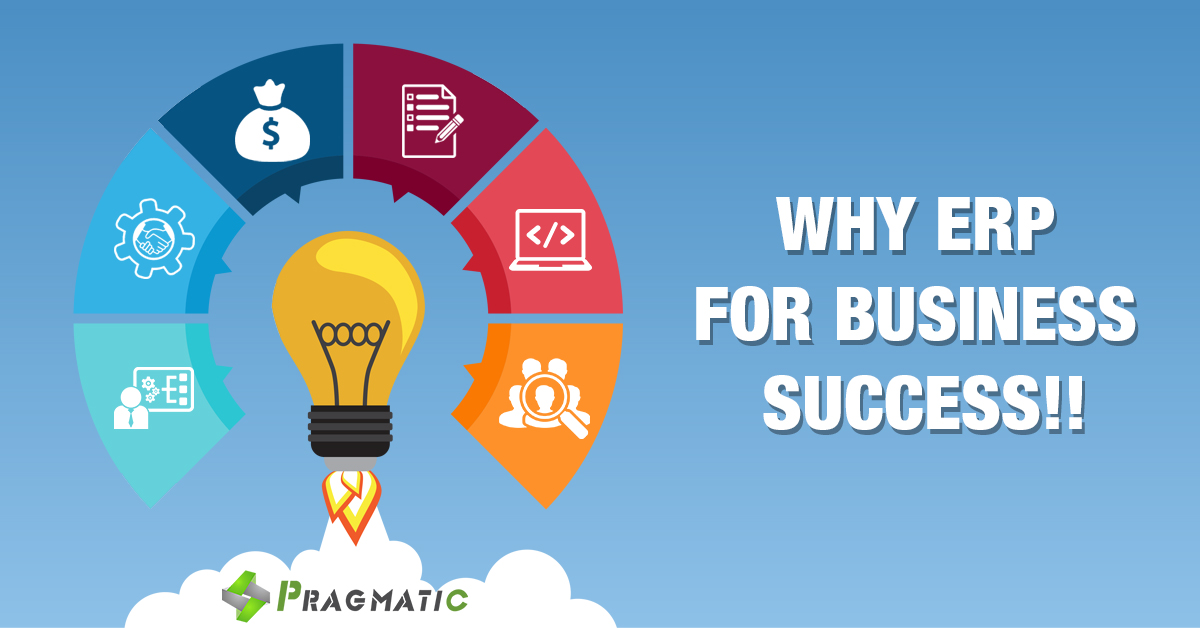 $
</>
WHY ERP
FOR BUSINESS
SUCCESS!!
PRAGMATIC